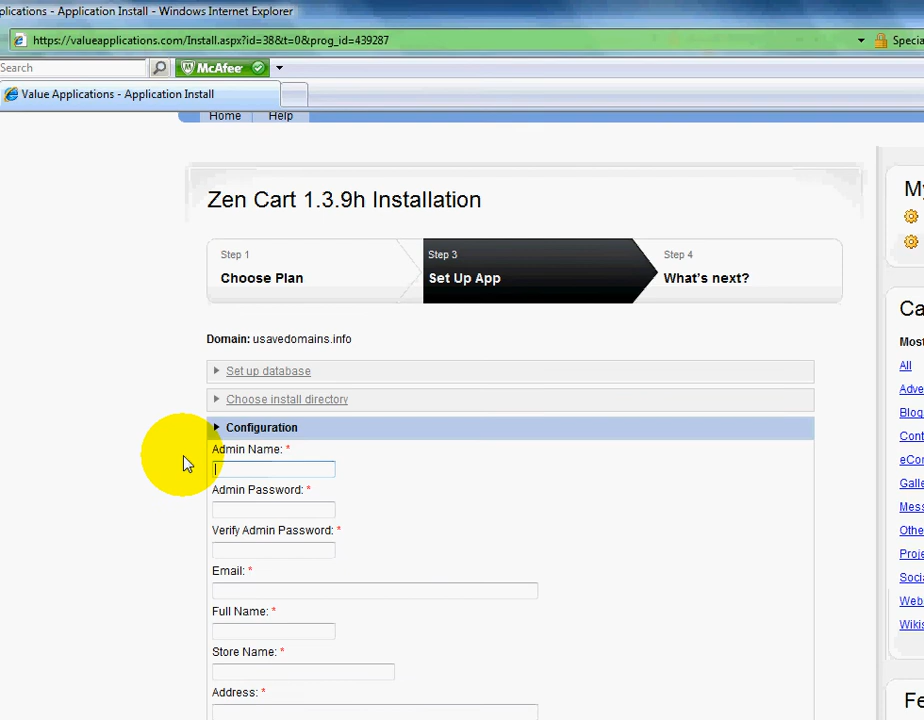 plications - Application Install - Windows Internet Explorer
https://valueapplications.com/Install.aspx?id=38&t=0&prog_id=439287
Specia
Search
McAfee
Value Applications - Application Install
Home Help
Zen Cart 1.3.9h Installation
My
Step 1
Choose Plan
Step 3
Set Up App
Step 4
What's next?
Domain: usavedomains.info
Set up database
Choose install directory
Configuration
Admin Name: *
Admin Password: *
Verify Admin Password: *
Email: *
Full Name: *
Store Name: *
Address: *
Ca
Most
All
Adve
Blog
Cont
eCor
Galle
Mess
Othe
Proje
Socia
Web
Wikis
Fe